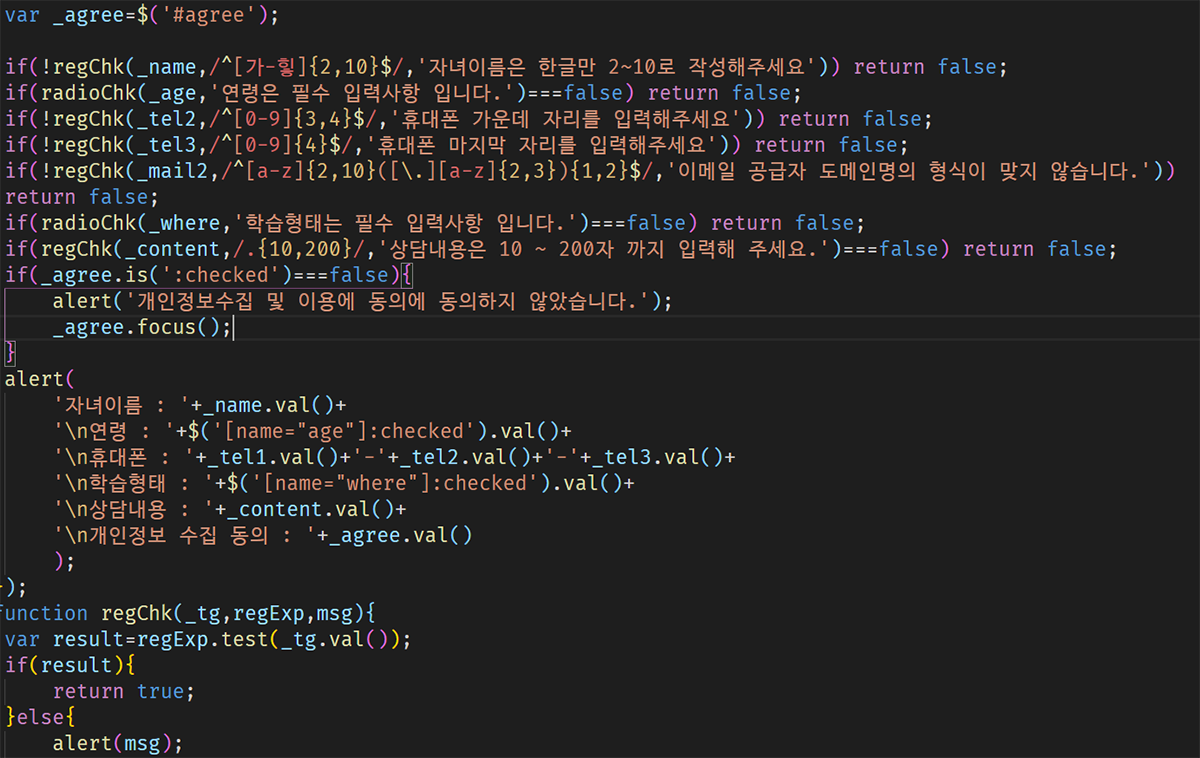 var _agree=$('#agree');
if(!regChk(_name,/^[가-힣]{2,10}$/,'자녀이름은 한글만 2~10로 작성해주세요')) return false;
if(radioChk(_age,'연령은 필수 입력사항 입니다.')===false) return false;
if(!regChk(_tel2,/^[0-9]{3,4}$/,'휴대폰 가운데 자리를 입력해주세요')) return false;
if(!regChk(_tel3,/^[0-9]{4}$/,'휴대폰 마지막 자리를 입력해주세요')) return false;
if(!regChk(_mail2,/^[a-z]{2,10}([\.][a-z]{2,3}){1,2}$/,'이메일 공급자 도메인명의 형식이 맞지 않습니다.'))
return false;
if(radioChk(_where,'학습형태는 필수 입력사항 입니다.')===false) return false;
if(regChk(_content,/.{10,200}/,'상담내용은 10 ~ 200자 까지 입력해 주세요.')===false) return false;
if(_agree.is(':checked')===false){
    alert('개인정보수집 및 이용에 동의에 동의하지 않았습니다.');
    _agree.focus();
}
alert(
    '자녀이름 : '+_name.val()+
    '\n연령 : '+$('[name="age"]:checked').val()+
    '\n휴대폰 : '+_tel1.val()+'-'+_tel2.val()+'-'+_tel3.val()+
    '\n학습형태 : '+$('[name="where"]:checked').val()+
    '\n상담내용 : '+_content.val()+
    '\n개인정보 수집 동의 : '+_agree.val()
    );
});
function regChk(_tg,regExp,msg){
var result=regExp.test(_tg.val());
if(result){
    return true;
}else{
    alert(msg);